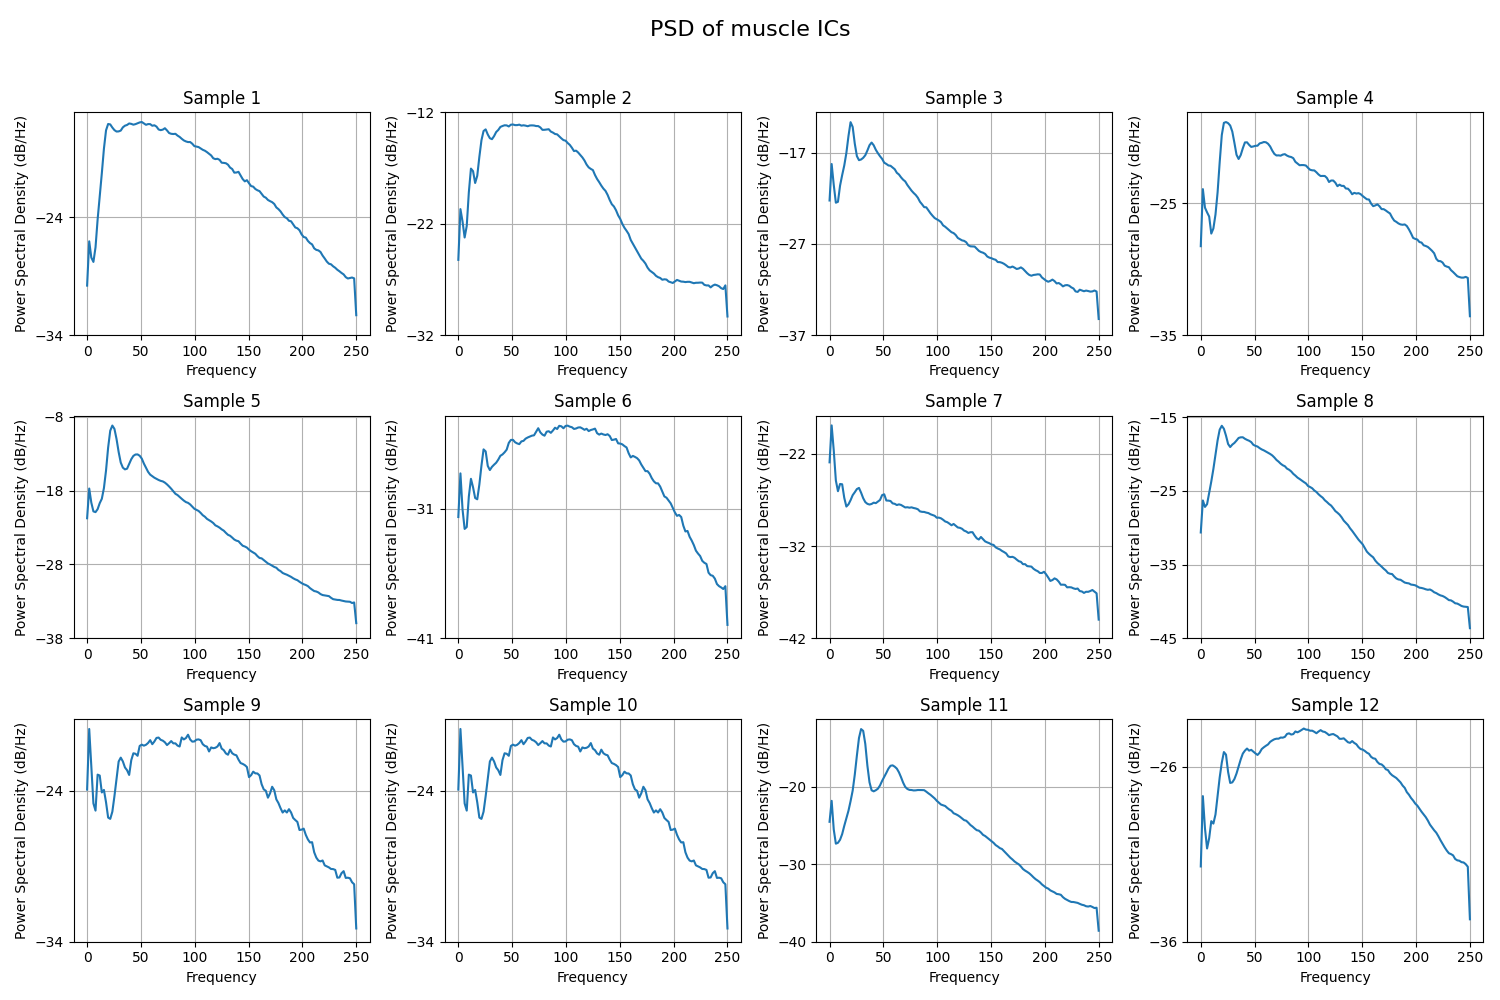 PSD of muscle ICs
Sample 1
Sample 2
Sample 3
Sample 4
Power Spectral Density (dB/Hz)
−24
−34
0 50 100 150 200 250
Frequency
Power Spectral Density (dB/Hz)
−12
−22
−32
0 50 100 150 200 250
Frequency
Power Spectral Density (dB/Hz)
−17
−27
−37
0 50 100 150 200 250
Frequency
Power Spectral Density (dB/Hz)
−25
−35
0 50 100 150 200 250
Frequency
Sample 5
Sample 6
Sample 7
Sample 8
Power Spectral Density (dB/Hz)
−8
−18
−28
−38
0 50 100 150 200 250
Frequency
Power Spectral Density (dB/Hz)
−31
−41
0 50 100 150 200 250
Frequency
Power Spectral Density (dB/Hz)
−22
−32
−42
0 50 100 150 200 250
Frequency
Power Spectral Density (dB/Hz)
−15
−25
−35
−45
0 50 100 150 200 250
Frequency
Sample 9
Sample 10
Sample 11
Sample 12
Power Spectral Density (dB/Hz)
−24
−34
0 50 100 150 200 250
Frequency
Power Spectral Density (dB/Hz)
−24
−34
0 50 100 150 200 250
Frequency
Power Spectral Density (dB/Hz)
−20
−30
−40
0 50 100 150 200 250
Frequency
Power Spectral Density (dB/Hz)
−26
−36
0 50 100 150 200 250
Frequency